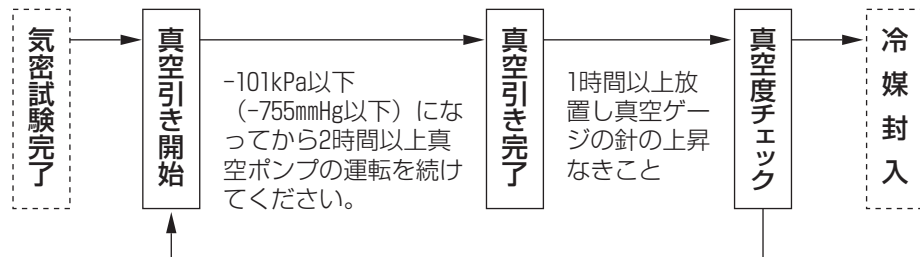 気密試験完了
真空引き開始
-101kPa以下
(-755mmHg以下)にな
ってから2時間以上真
空ポンプの運転を続け
てください。
真空引き完了
1時間以上放
置し真空ゲー
ジの針の上昇
なきこと
真空度チェック
冷媒封入